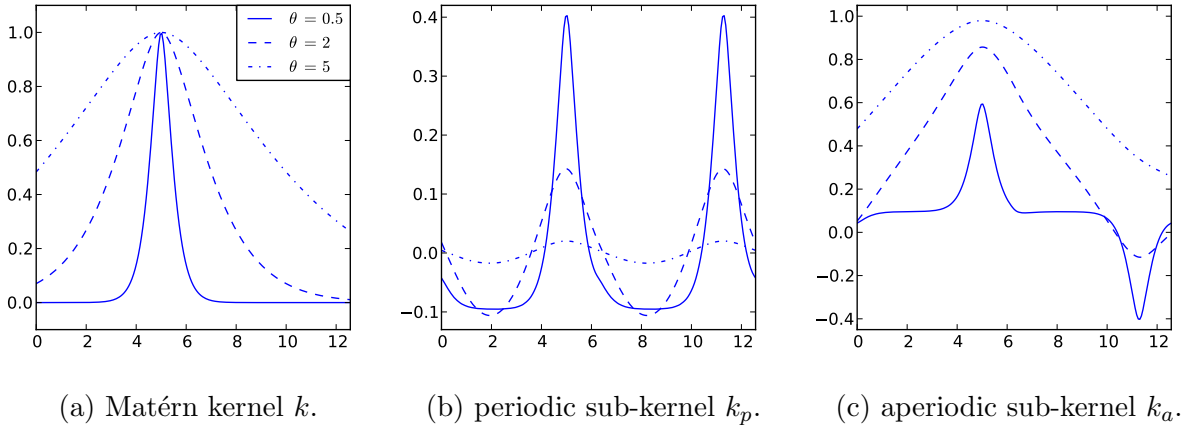 θ = 0.5
θ = 2
θ = 5
1.0
0.8
0.6
0.4
0.2
0.0
0 2 4 6 8 10 12
0.4
0.3
0.2
0.1
0.0
−0.1
0 2 4 6 8 10 12
1.0
0.8
0.6
0.4
0.2
0.0
−0.2
−0.4
0 2 4 6 8 10 12
(a) Matérn kernel k.
(b) periodic sub-kernel kₚ.
(c) aperiodic sub-kernel kₐ.